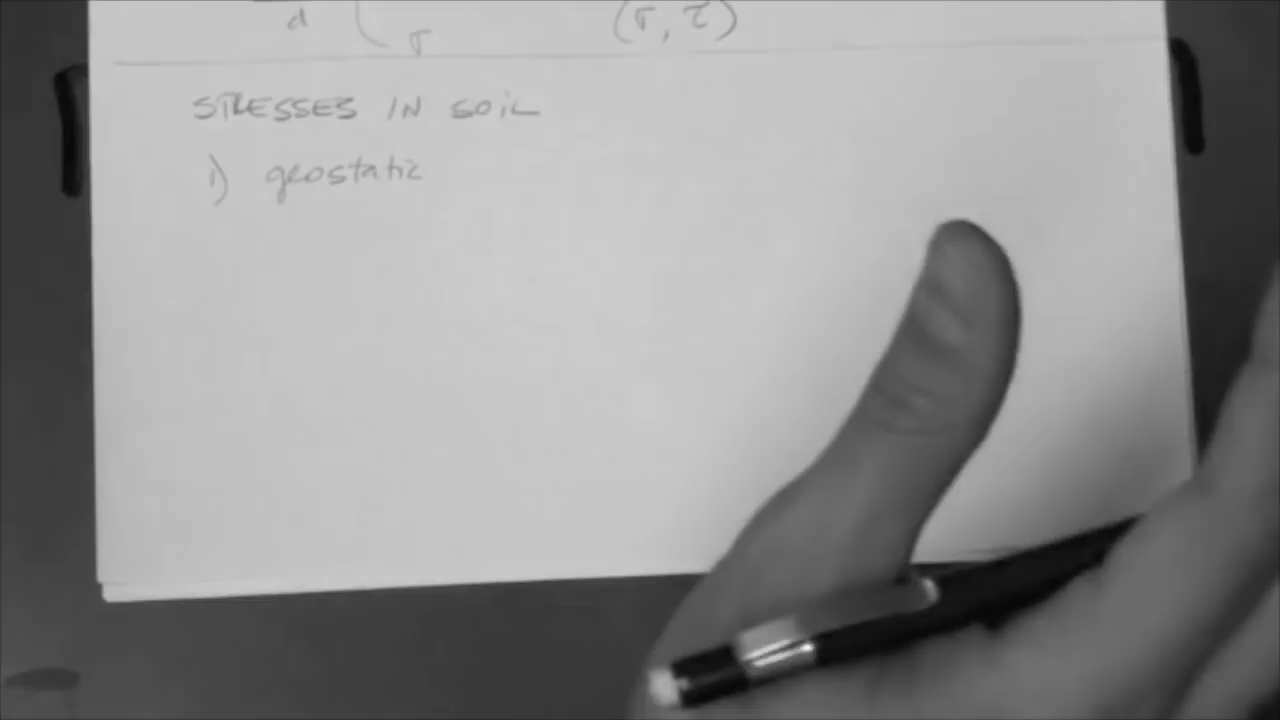 d σ (σ, τ)
STRESSES IN SOIL
1) geostatic